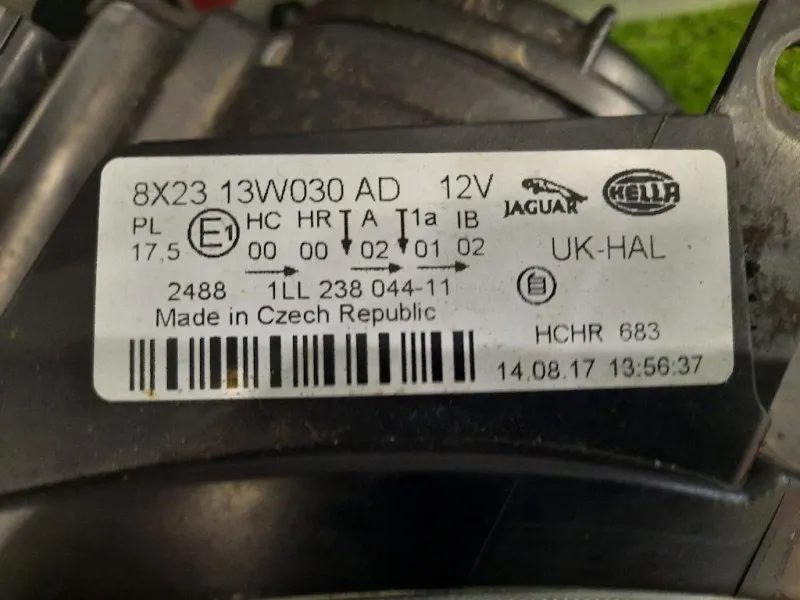 8X23 13W030 AD 12V JAGUAR HELLA
PL E1 HC HR A 1a IB
17,5 00 00 02 01 02 UK-HAL
2488 1LL 238 044-11
Made in Czech Republic HCHR 683
14.08.17 13:56:37